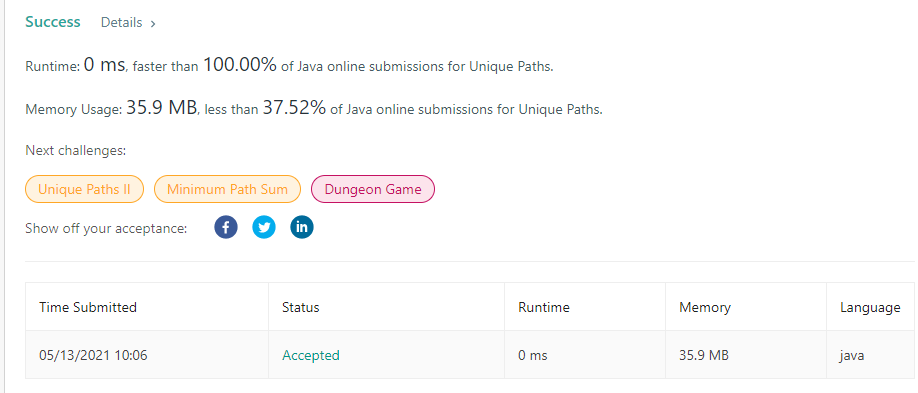 Success Details >
Runtime: 0 ms, faster than 100.00% of Java online submissions for Unique Paths.
Memory Usage: 35.9 MB, less than 37.52% of Java online submissions for Unique Paths.
Next challenges:
Unique Paths II Minimum Path Sum Dungeon Game
Show off your acceptance: f in
Time Submitted Status Runtime Memory Language
05/13/2021 10:06 Accepted 0 ms 35.9 MB java